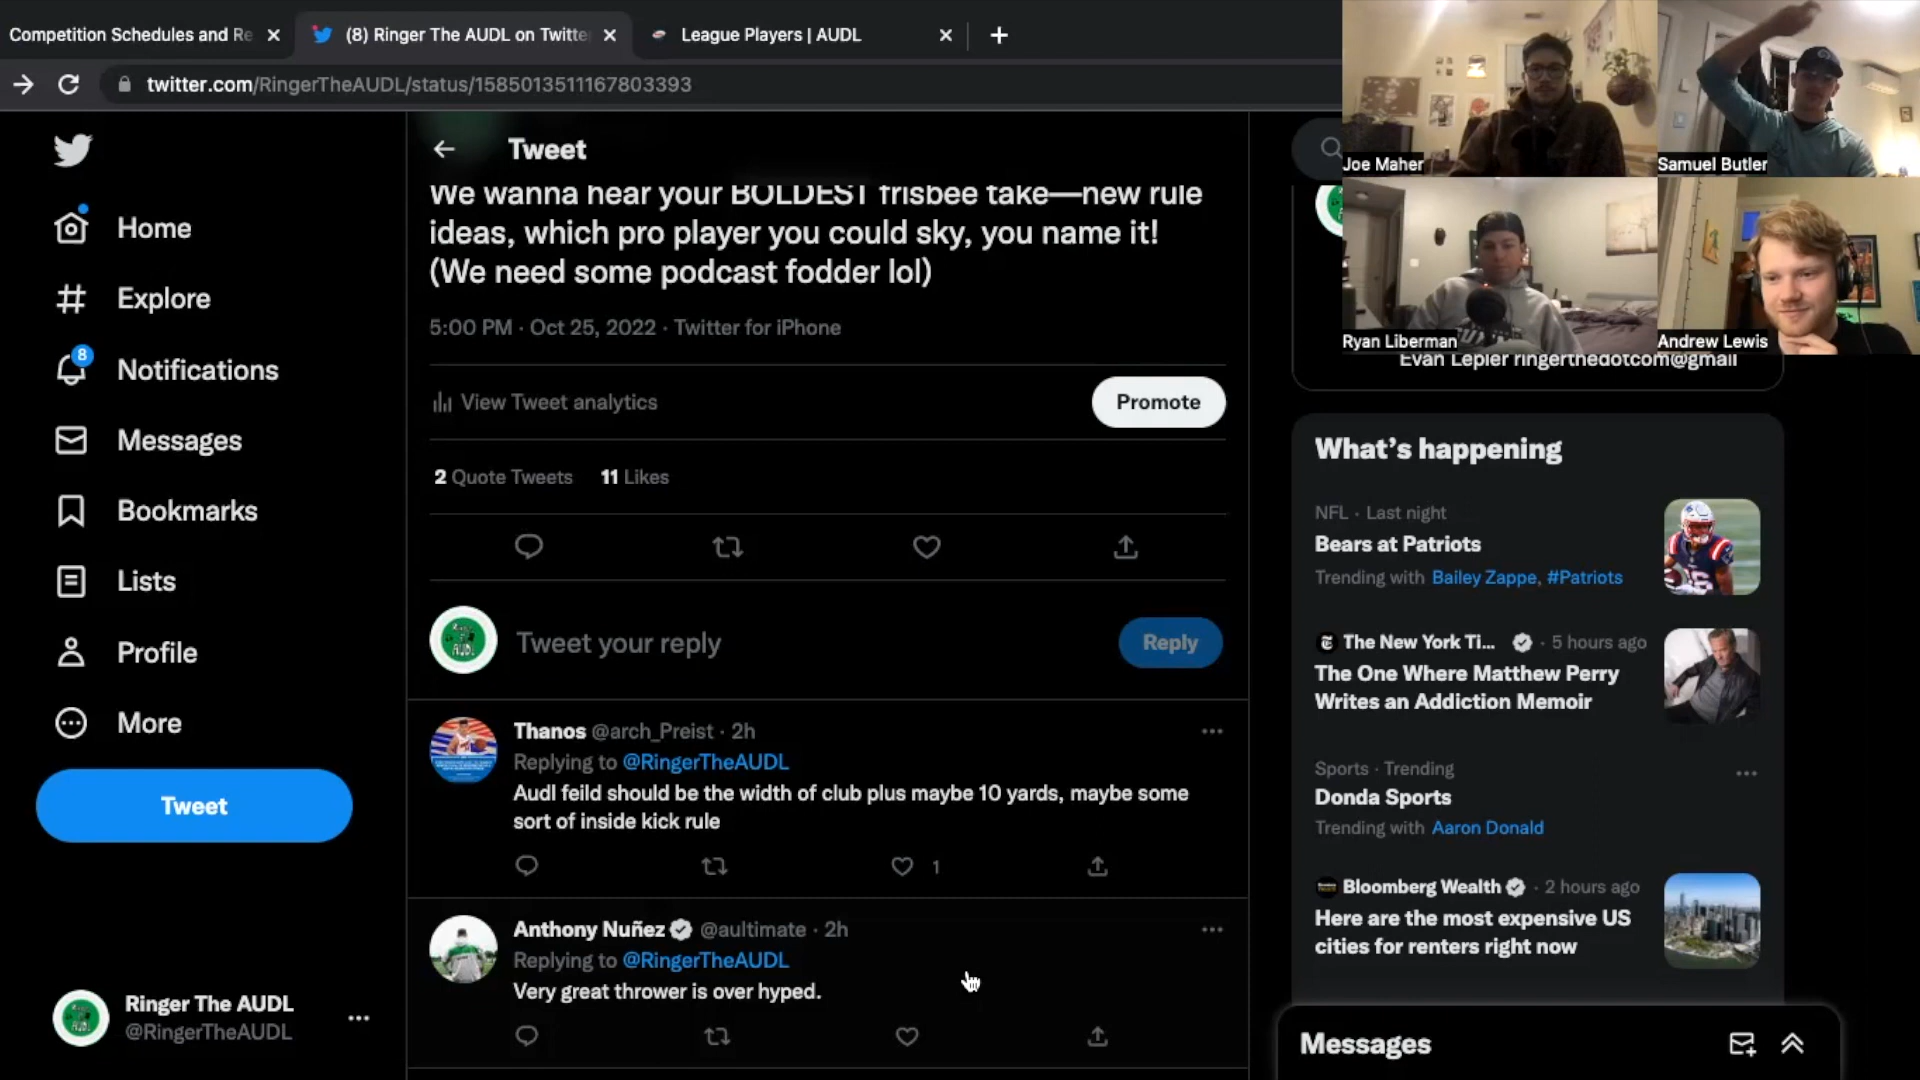 Competition Schedules and Re
(8) Ringer The AUDL on Twitte
League Players | AUDL
twitter.com/RingerTheAUDL/status/1585013511167803393
Joe Maher
Samuel Butler
Ryan Liberman
Andrew Lewis
Home
Explore
8
Notifications
Messages
Bookmarks
Lists
Profile
More
Tweet
Ringer The AUDL
@RingerTheAUDL
Tweet
We wanna hear your BOLDEST frisbee take—new rule
ideas, which pro player you could sky, you name it!
(We need some podcast fodder lol)
5:00 PM · Oct 25, 2022 · Twitter for iPhone
View Tweet analytics
Promote
2 Quote Tweets 11 Likes
Tweet your reply
Reply
Thanos @arch_Preist · 2h
Replying to @RingerTheAUDL
Audl feild should be the width of club plus maybe 10 yards, maybe some
sort of inside kick rule
1
Anthony Nuñez @aultimate · 2h
Replying to @RingerTheAUDL
Very great thrower is over hyped.
Evan Lepler ringerthedotcom@gmail
What's happening
NFL · Last night
Bears at Patriots
Trending with Bailey Zappe, #Patriots
The New York Ti... · 5 hours ago
The One Where Matthew Perry
Writes an Addiction Memoir
Sports · Trending
Donda Sports
Trending with Aaron Donald
Bloomberg Wealth · 2 hours ago
Here are the most expensive US
cities for renters right now
Messages